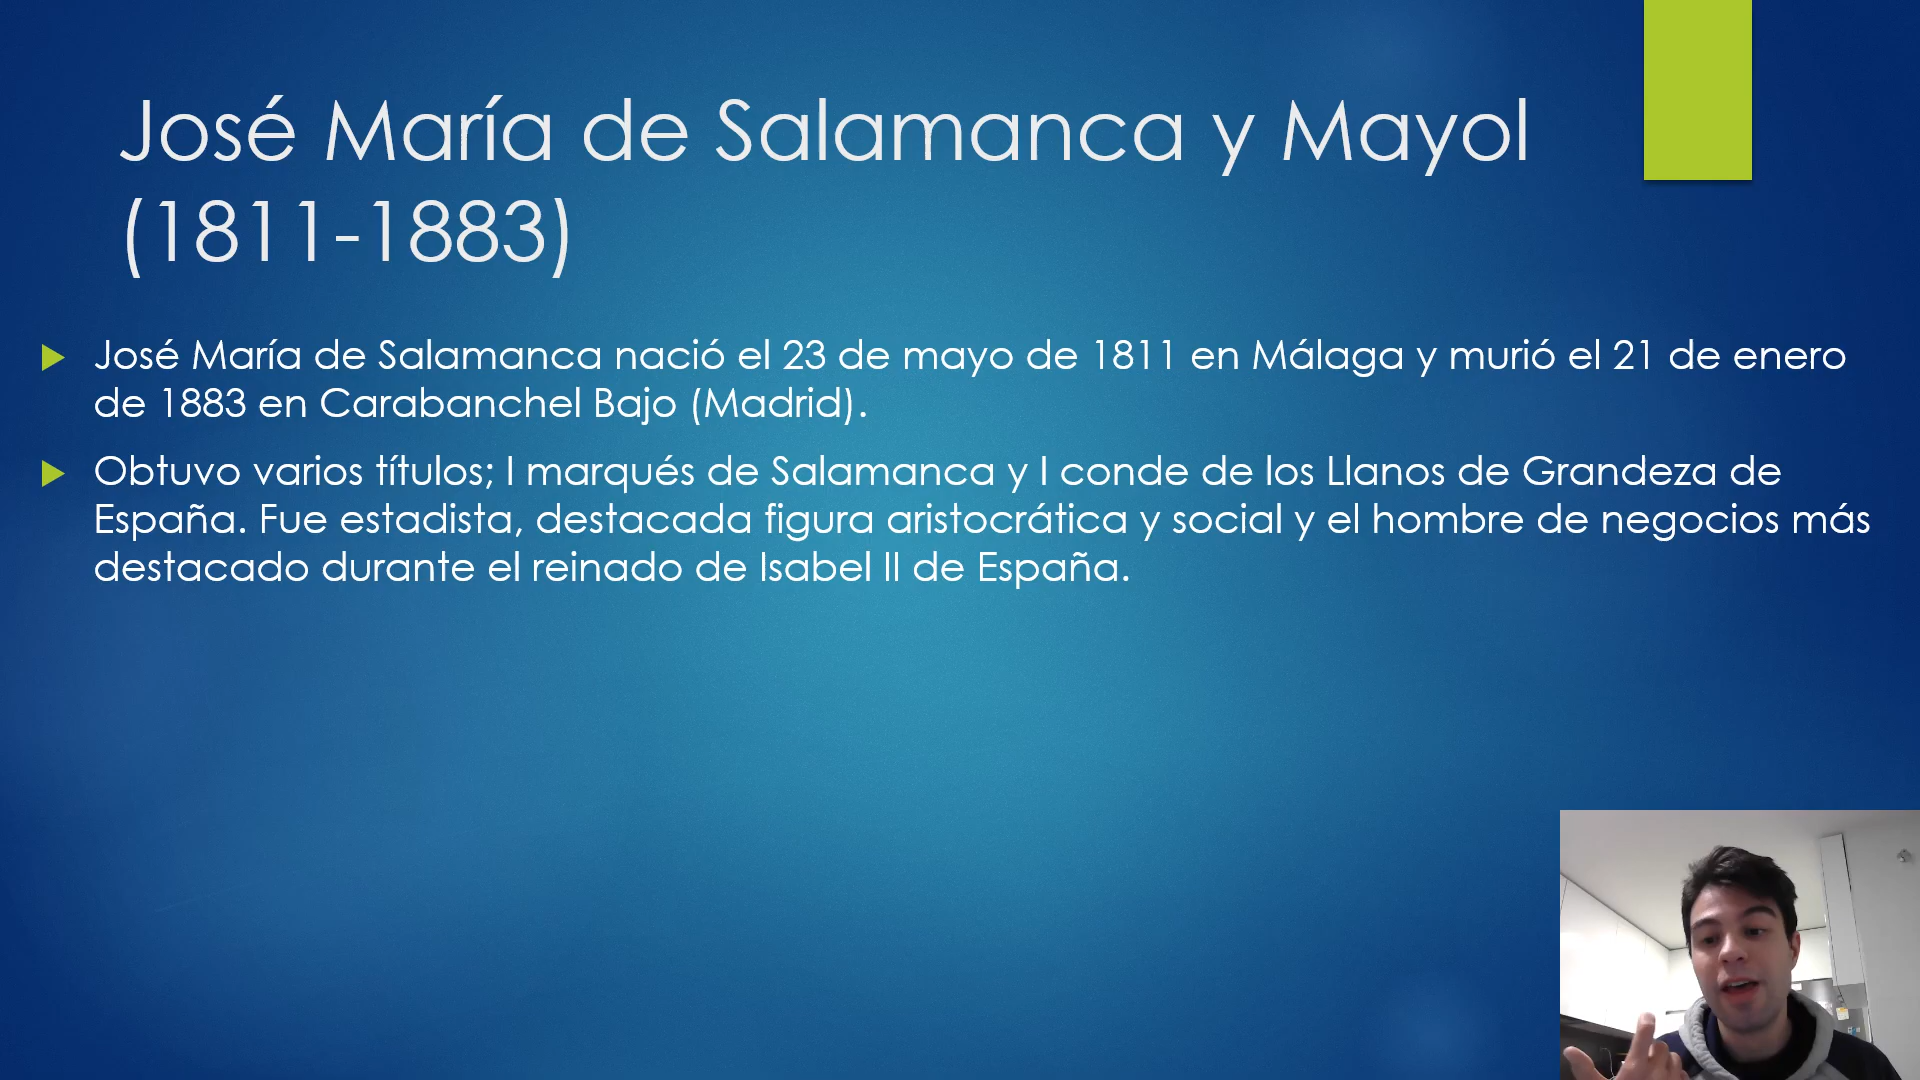 José María de Salamanca y Mayol
(1811-1883)
José María de Salamanca nació el 23 de mayo de 1811 en Málaga y murió el 21 de enero
de 1883 en Carabanchel Bajo (Madrid).
Obtuvo varios títulos; I marqués de Salamanca y I conde de los Llanos de Grandeza de
España. Fue estadista, destacada figura aristocrática y social y el hombre de negocios más
destacado durante el reinado de Isabel II de España.